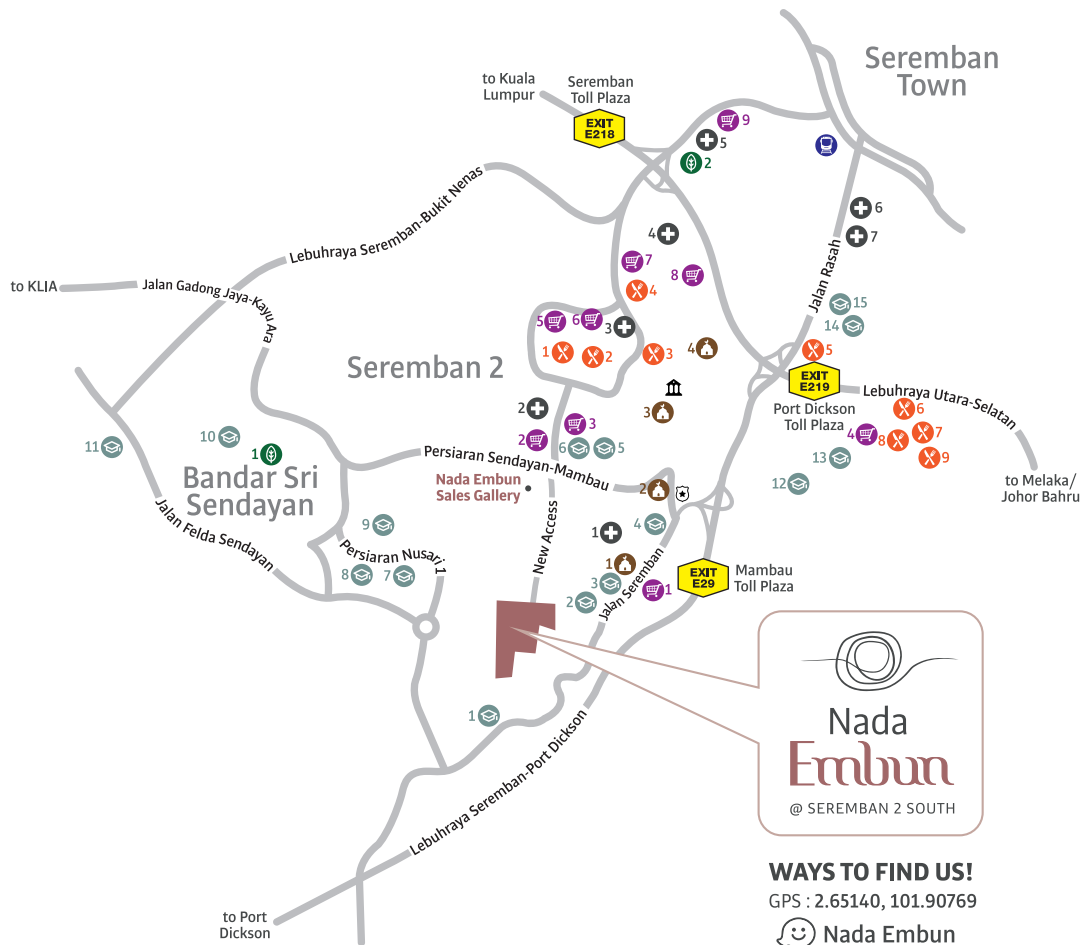 Seremban
Town
to Kuala
Lumpur
Seremban
Toll Plaza
EXIT
E218
9
5
2
6
7
4
7
8
4
Lebuhraya Seremban-Bukit Nenas
to KLIA
Jalan Gadong Jaya-Kayu Ara
Jalan Rasah
15
14
5
6
3
1
2
3
4
5
Seremban 2
EXIT
E219
Port Dickson
Toll Plaza
Lebuhraya Utara-Selatan
6
7
4
8
9
13
12
to Melaka/
Johor Bahru
2
3
3
2
6
5
11
10
1
Bandar Sri
Sendayan
Persiaran Sendayan-Mambau
Nada Embun
Sales Gallery
2
4
1
Jalan Felda Sendayan
9
Persiaran Nusari 1
8
7
New Access
1
3
2
1
Jalan Seremban
EXIT
E29
Mambau
Toll Plaza
1
Lebuhraya Seremban-Port Dickson
to Port
Dickson
Nada
Embun
@ SEREMBAN 2 SOUTH
WAYS TO FIND US!
GPS : 2.65140, 101.90769
Nada Embun